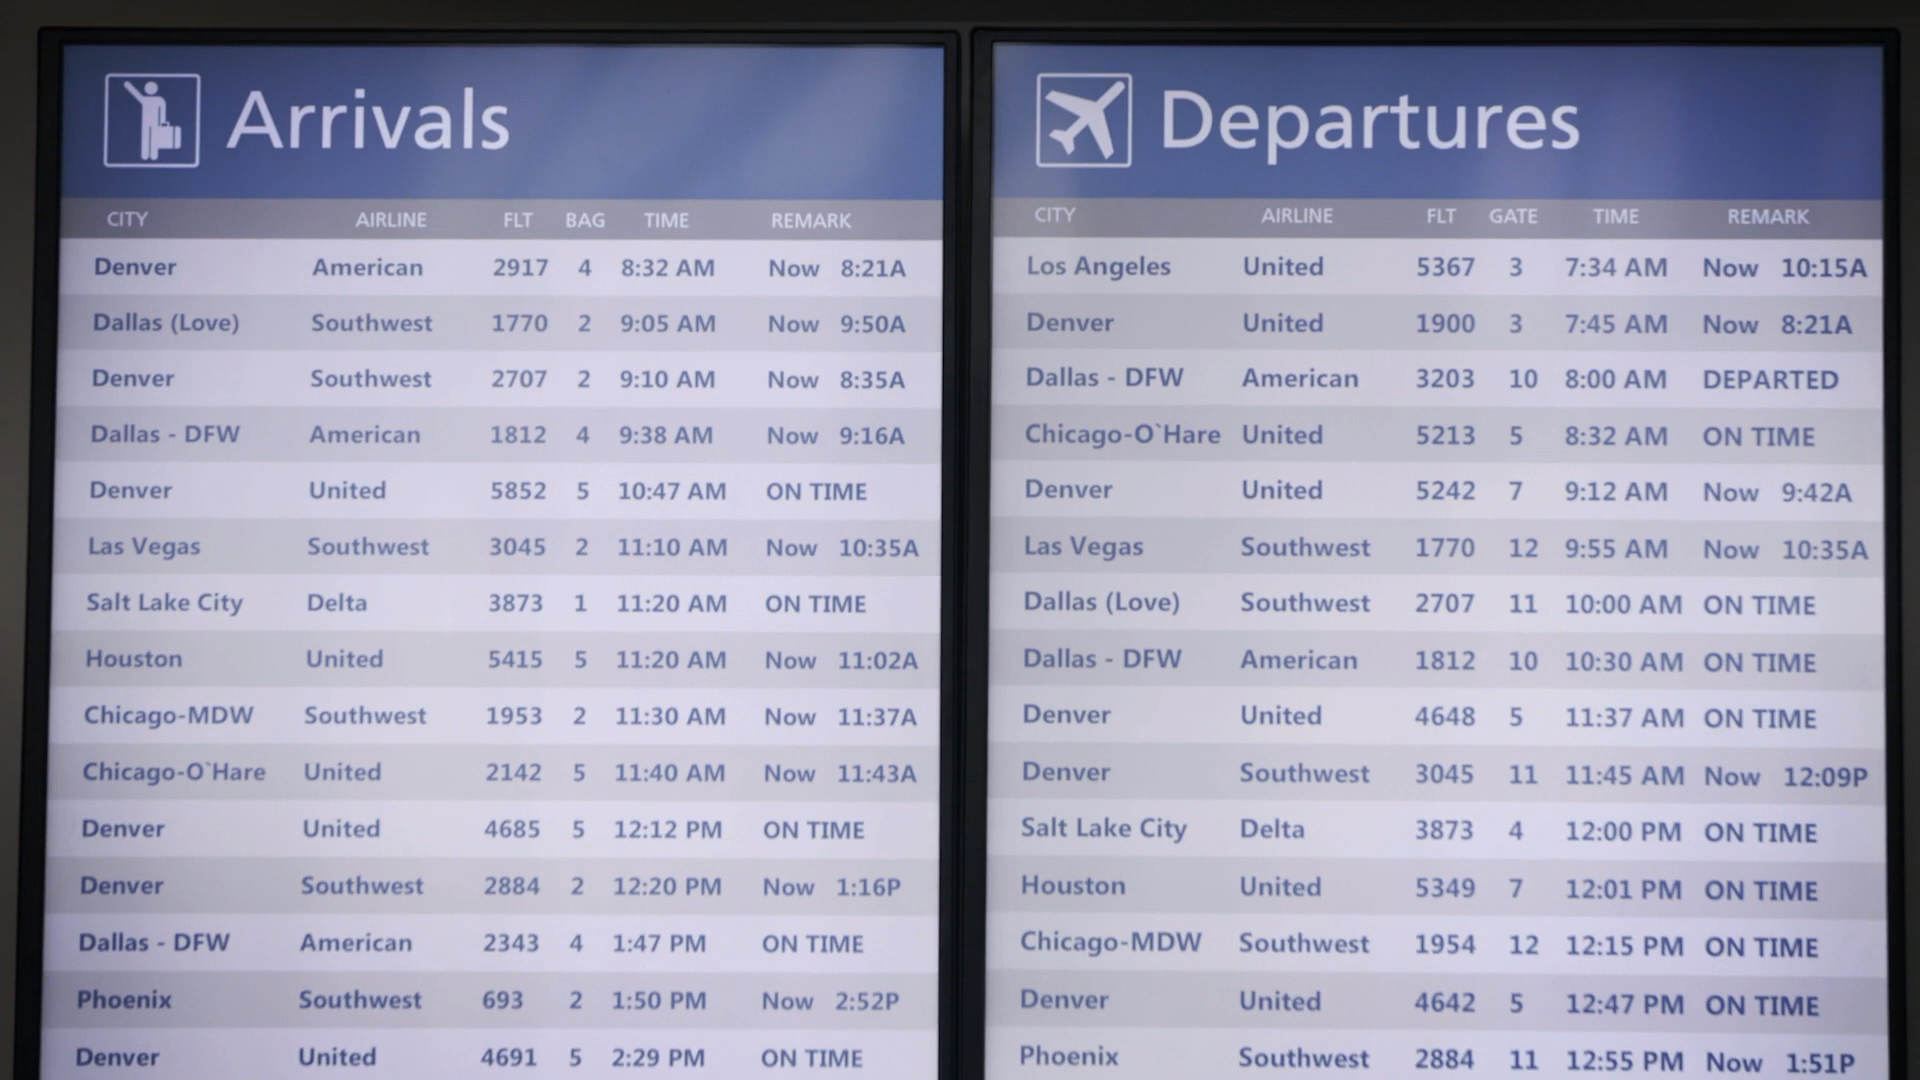 Arrivals
CITY AIRLINE FLT BAG TIME REMARK
Denver American 2917 4 8:32 AM Now 8:21A
Dallas (Love) Southwest 1770 2 9:05 AM Now 9:50A
Denver Southwest 2707 2 9:10 AM Now 8:35A
Dallas - DFW American 1812 4 9:38 AM Now 9:16A
Denver United 5852 5 10:47 AM ON TIME
Las Vegas Southwest 3045 2 11:10 AM Now 10:35A
Salt Lake City Delta 3873 1 11:20 AM ON TIME
Houston United 5415 5 11:20 AM Now 11:02A
Chicago-MDW Southwest 1953 2 11:30 AM Now 11:37A
Chicago-O`Hare United 2142 5 11:40 AM Now 11:43A
Denver United 4685 5 12:12 PM ON TIME
Denver Southwest 2884 2 12:20 PM Now 1:16P
Dallas - DFW American 2343 4 1:47 PM ON TIME
Phoenix Southwest 693 2 1:50 PM Now 2:52P
Denver United 4691 5 2:29 PM ON TIME
Departures
CITY AIRLINE FLT GATE TIME REMARK
Los Angeles United 5367 3 7:34 AM Now 10:15A
Denver United 1900 3 7:45 AM Now 8:21A
Dallas - DFW American 3203 10 8:00 AM DEPARTED
Chicago-O`Hare United 5213 5 8:32 AM ON TIME
Denver United 5242 7 9:12 AM Now 9:42A
Las Vegas Southwest 1770 12 9:55 AM Now 10:35A
Dallas (Love) Southwest 2707 11 10:00 AM ON TIME
Dallas - DFW American 1812 10 10:30 AM ON TIME
Denver United 4648 5 11:37 AM ON TIME
Denver Southwest 3045 11 11:45 AM Now 12:09P
Salt Lake City Delta 3873 4 12:00 PM ON TIME
Houston United 5349 7 12:01 PM ON TIME
Chicago-MDW Southwest 1954 12 12:15 PM ON TIME
Denver United 4642 5 12:47 PM ON TIME
Phoenix Southwest 2884 11 12:55 PM Now 1:51P